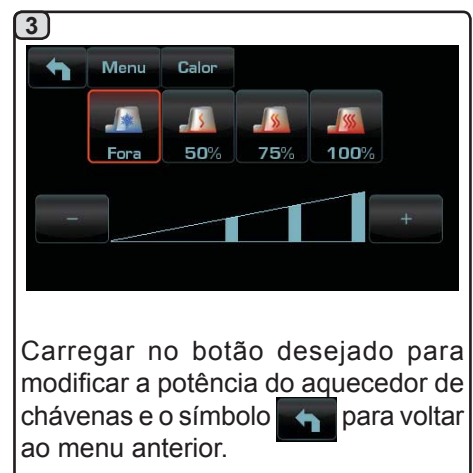 3
Menu Calor
Fora 50% 75% 100%
− +
Carregar no botão desejado para
modificar a potência do aquecedor de
chávenas e o símbolo para voltar
ao menu anterior.